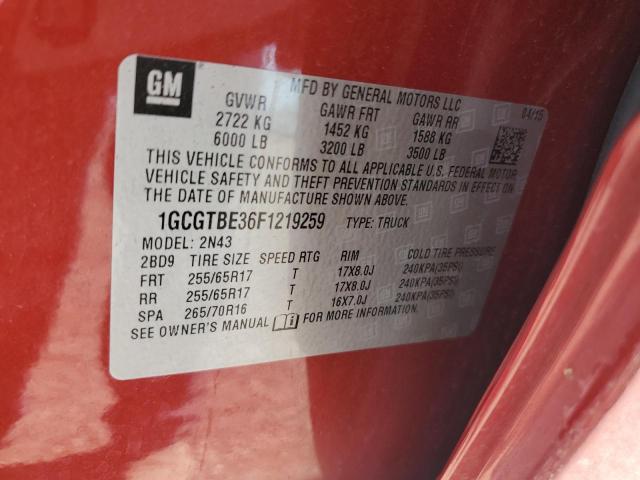 GM
MFD BY GENERAL MOTORS LLC
04/15
GVWR GAWR FRT GAWR RR
2722 KG 1452 KG 1588 KG
6000 LB 3200 LB 3500 LB
THIS VEHICLE CONFORMS TO ALL APPLICABLE U.S. FEDERAL MOTOR
VEHICLE SAFETY AND THEFT PREVENTION STANDARDS IN EFFECT ON
THE DATE OF MANUFACTURE SHOWN ABOVE.
1GCGTBE36F1219259 TYPE: TRUCK
MODEL: 2N43
2BD9 TIRE SIZE SPEED RTG RIM COLD TIRE PRESSURE
FRT 255/65R17 T 17X8.0J 240KPA(35PSI)
RR 255/65R17 T 17X8.0J 240KPA(35PSI)
SPA 265/70R16 T 16X7.0J 240KPA(35PSI)
SEE OWNER'S MANUAL FOR MORE INFORMATION.